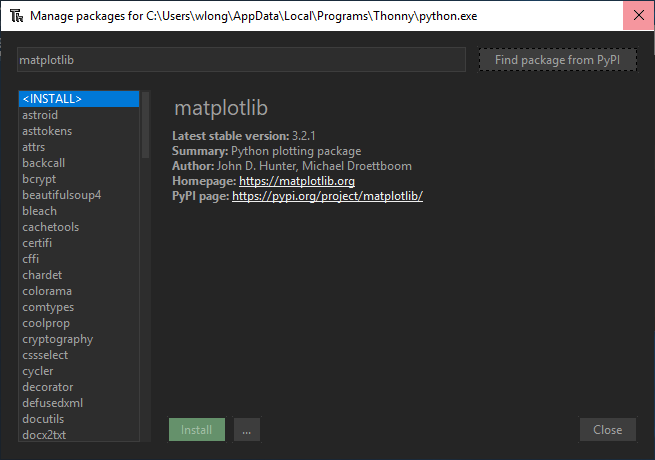 Manage packages for C:\Users\wlong\AppData\Local\Programs\Thonny\python.exe
matplotlib
Find package from PyPI
<INSTALL>
astroid
asttokens
attrs
backcall
bcrypt
beautifulsoup4
bleach
cachetools
certifi
cffi
chardet
colorama
comtypes
coolprop
cryptography
cssselect
cycler
decorator
defusedxml
docutils
docx2txt
matplotlib
Latest stable version: 3.2.1
Summary: Python plotting package
Author: John D. Hunter, Michael Droettboom
Homepage: https://matplotlib.org
PyPI page: https://pypi.org/project/matplotlib/
Install
...
Close